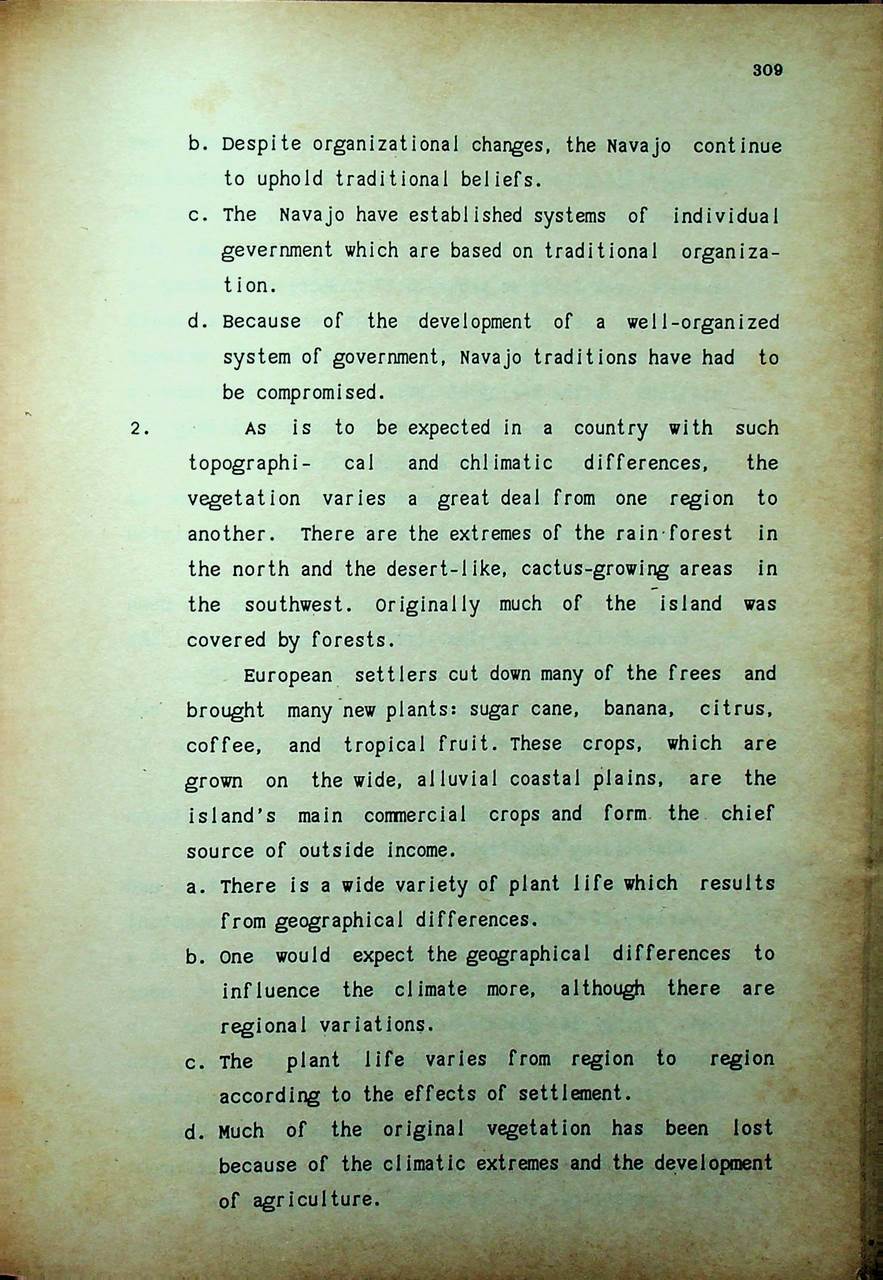 309
b. Despite organizational changes, the Navajo continue
to uphold traditional beliefs.
c. The Navajo have established systems of individual
gevernment which are based on traditional organiza-
tion.
d. Because of the development of a well-organized
system of government, Navajo traditions have had to
be compromised.
2. As is to be expected in a country with such
topographi- cal and chlimatic differences, the
vegetation varies a great deal from one region to
another. There are the extremes of the rain forest in
the north and the desert-like, cactus-growing areas in
the southwest. Originally much of the island was
covered by forests.
European settlers cut down many of the frees and
brought many new plants: sugar cane, banana, citrus,
coffee, and tropical fruit. These crops, which are
grown on the wide, alluvial coastal plains, are the
island's main commercial crops and form the chief
source of outside income.
a. There is a wide variety of plant life which results
from geographical differences.
b. One would expect the geographical differences to
influence the climate more, although there are
regional variations.
c. The plant life varies from region to region
according to the effects of settlement.
d. Much of the original vegetation has been lost
because of the climatic extremes and the development
of agriculture.